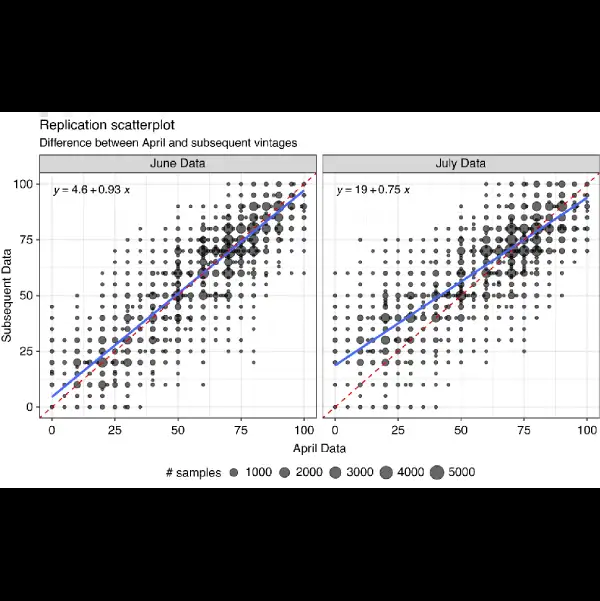 Replication scatterplot
Difference between April and subsequent vintages
June Data
July Data
y = 4.6 + 0.93 x
y = 19 + 0.75 x
100
75
50
25
0
Subsequent Data
0 25 50 75 100
0 25 50 75 100
April Data
# samples 1000 2000 3000 4000 5000